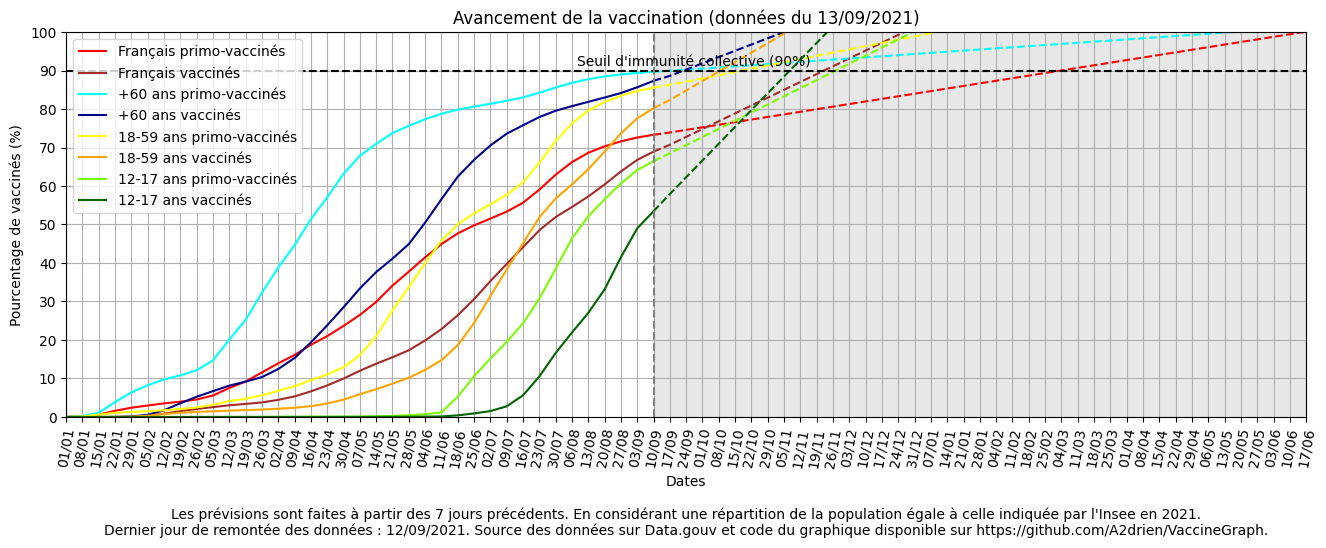 Avancement de la vaccination (données du 13/09/2021)
Pourcentage de vaccinés (%)
100
90
80
70
60
50
40
30
20
10
0
Français primo-vaccinés
Français vaccinés
+60 ans primo-vaccinés
+60 ans vaccinés
18-59 ans primo-vaccinés
18-59 ans vaccinés
12-17 ans primo-vaccinés
12-17 ans vaccinés
Seuil d'immunité collective (90%)
01/01 08/01 15/01 22/01 29/01 05/02 12/02 19/02 26/02 05/03 12/03 19/03 26/03 02/04 09/04 16/04 23/04 30/04 07/05 14/05 21/05 28/05 04/06 11/06 18/06 25/06 02/07 09/07 16/07 23/07 30/07 06/08 13/08 20/08 27/08 03/09 10/09 17/09 24/09 01/10 08/10 15/10 22/10 29/10 05/11 12/11 19/11 26/11 03/12 10/12 17/12 24/12 31/12 07/01 14/01 21/01 28/01 04/02 11/02 18/02 25/02 04/03 11/03 18/03 25/03 01/04 08/04 15/04 22/04 29/04 06/05 13/05 20/05 27/05 03/06 10/06 17/06
Dates
Les prévisions sont faites à partir des 7 jours précédents. En considérant une répartition de la population égale à celle indiquée par l'Insee en 2021.
Dernier jour de remontée des données : 12/09/2021. Source des données sur Data.gouv et code du graphique disponible sur https://github.com/A2drien/VaccineGraph.